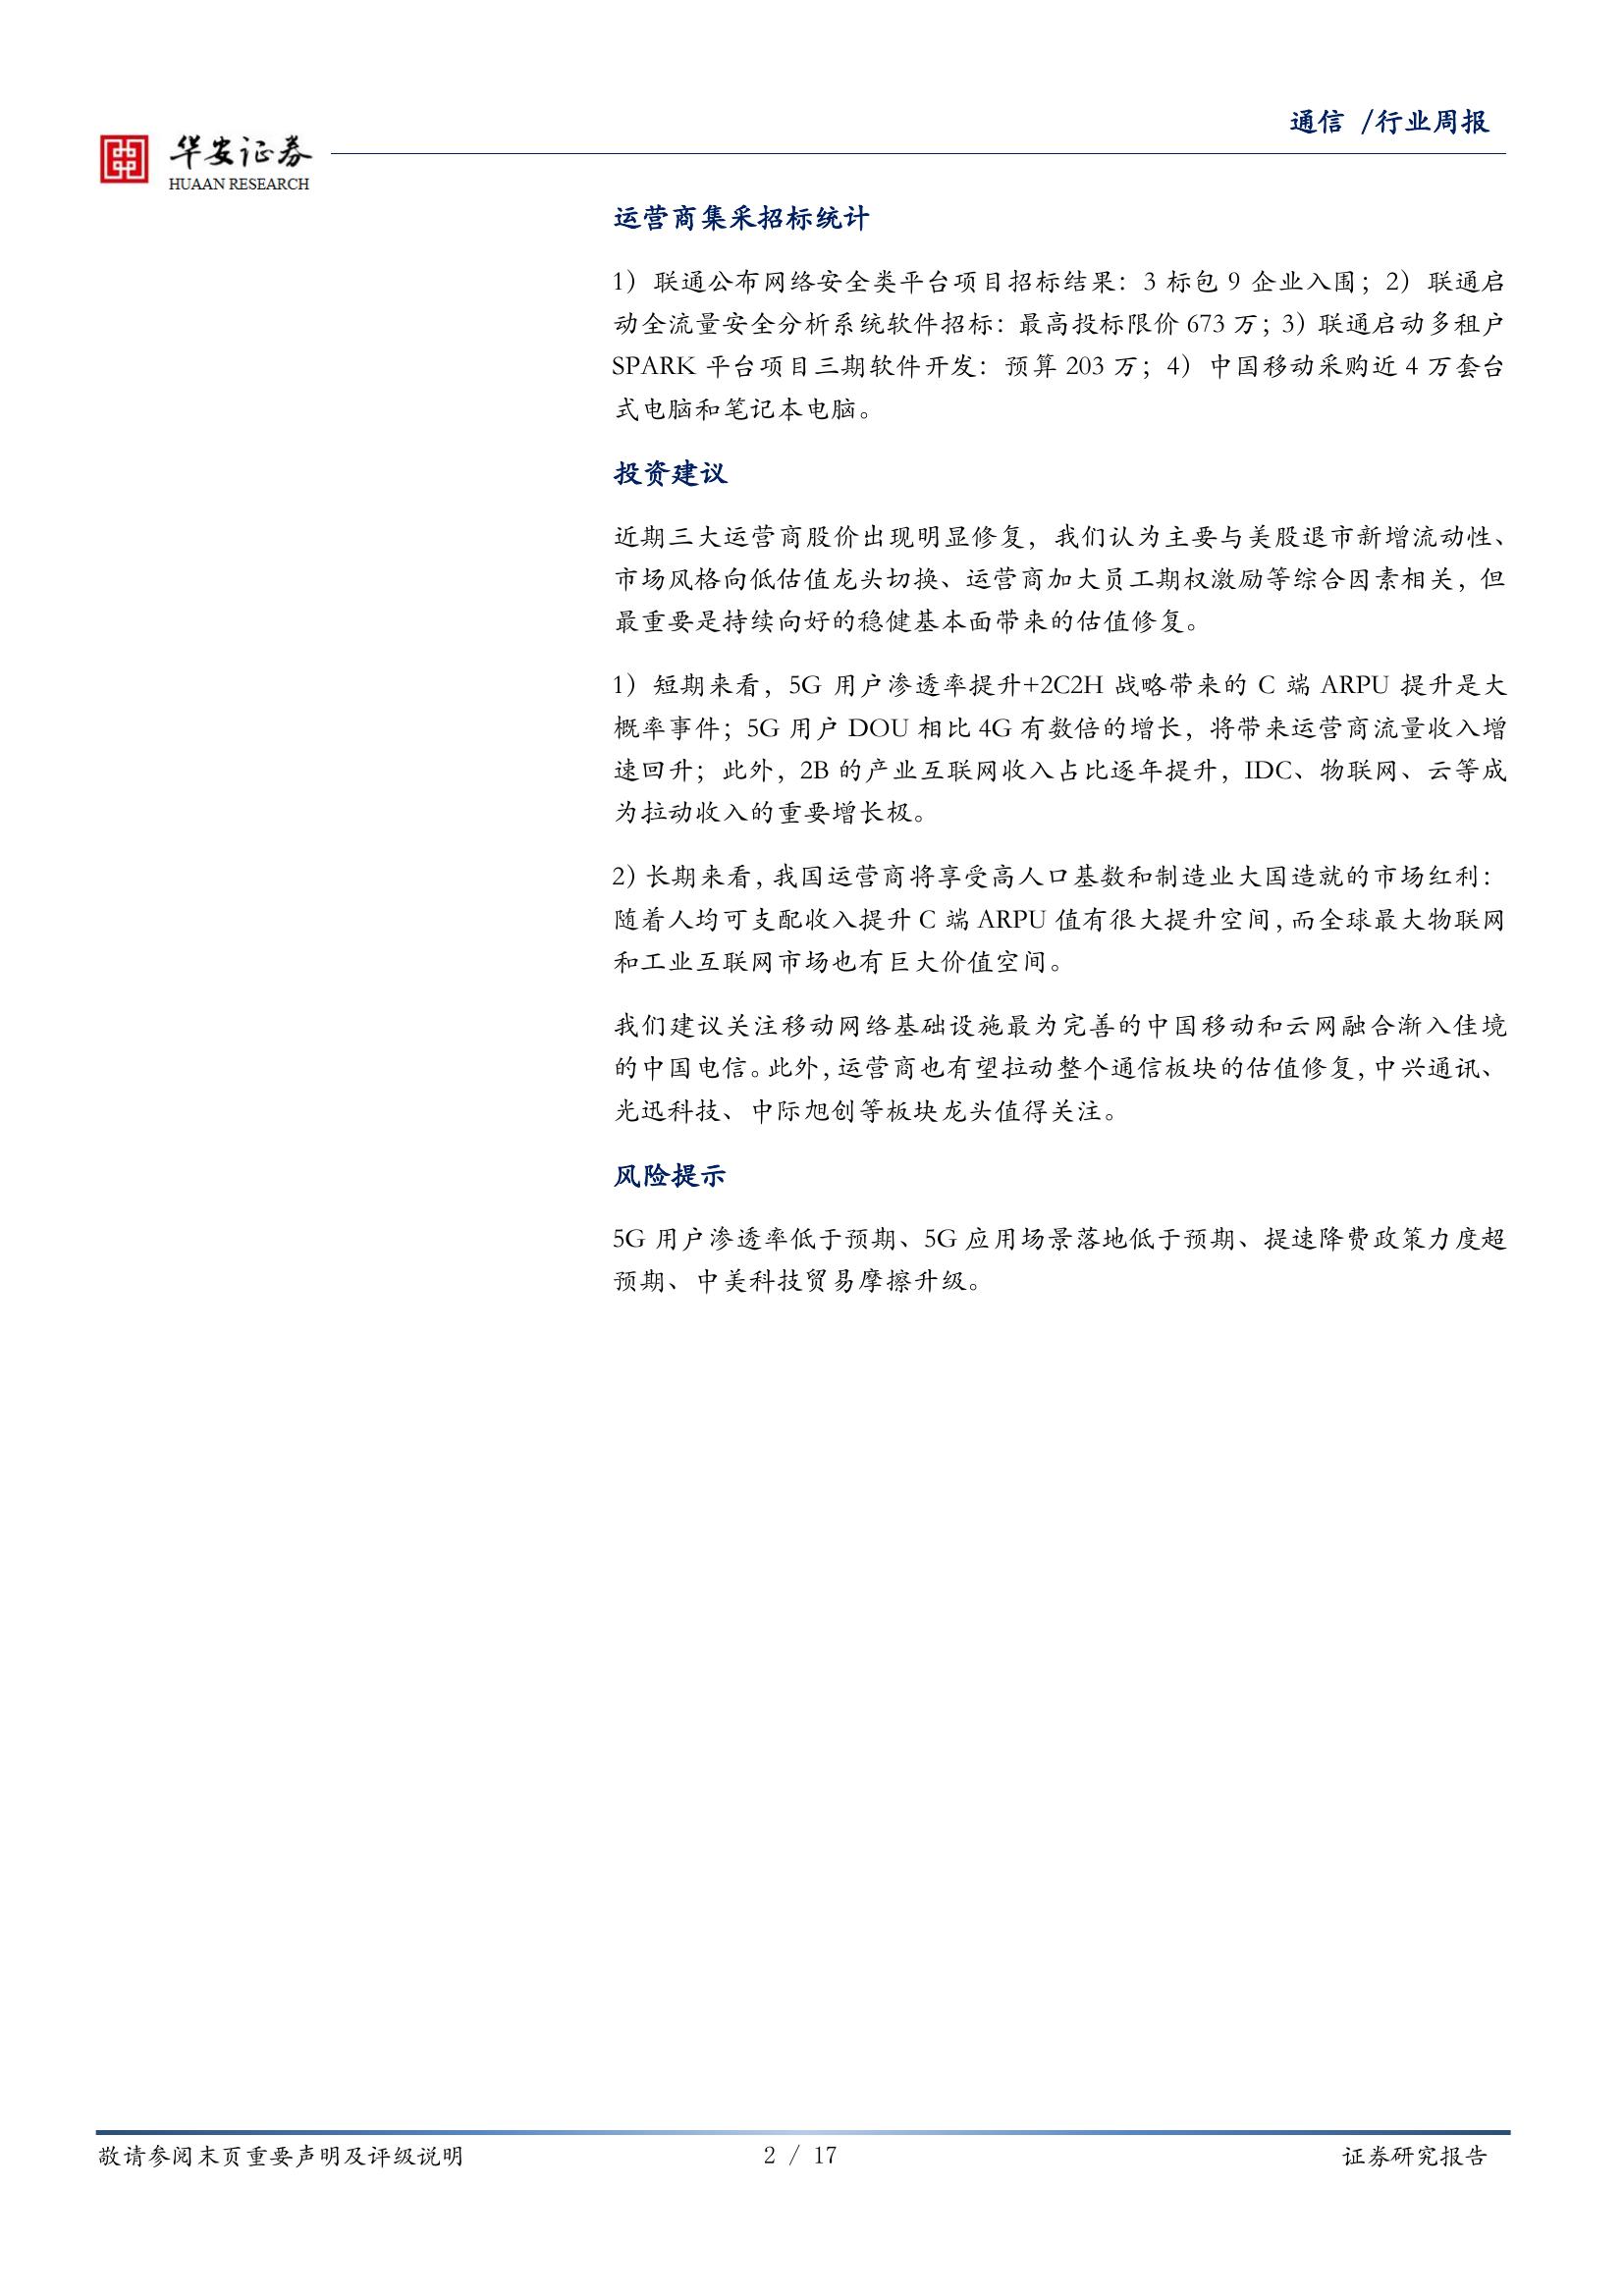 通信 /行业周报
华安证券
HUAAN RESEARCH
运营商集采招标统计
1）联通公布网络安全类平台项目招标结果：3 标包 9 企业入围；2）联通启
动全流量安全分析系统软件招标：最高投标限价 673 万；3）联通启动多租户
SPARK 平台项目三期软件开发：预算 203 万；4）中国移动采购近 4 万套台
式电脑和笔记本电脑。
投资建议
近期三大运营商股价出现明显修复，我们认为主要与美股退市新增流动性、
市场风格向低估值龙头切换、运营商加大员工期权激励等综合因素相关，但
最重要是持续向好的稳健基本面带来的估值修复。
1）短期来看，5G 用户渗透率提升+2C2H 战略带来的 C 端 ARPU 提升是大
概率事件；5G 用户 DOU 相比 4G 有数倍的增长，将带来运营商流量收入增
速回升；此外，2B 的产业互联网收入占比逐年提升，IDC、物联网、云等成
为拉动收入的重要增长极。
2）长期来看，我国运营商将享受高人口基数和制造业大国造就的市场红利：
随着人均可支配收入提升 C 端 ARPU 值有很大提升空间，而全球最大物联网
和工业互联网市场也有巨大价值空间。
我们建议关注移动网络基础设施最为完善的中国移动和云网融合渐入佳境
的中国电信。此外，运营商也有望拉动整个通信板块的估值修复，中兴通讯、
光迅科技、中际旭创等板块龙头值得关注。
风险提示
5G 用户渗透率低于预期、5G 应用场景落地低于预期、提速降费政策力度超
预期、中美科技贸易摩擦升级。
敬请参阅末页重要声明及评级说明
2 / 17
证券研究报告